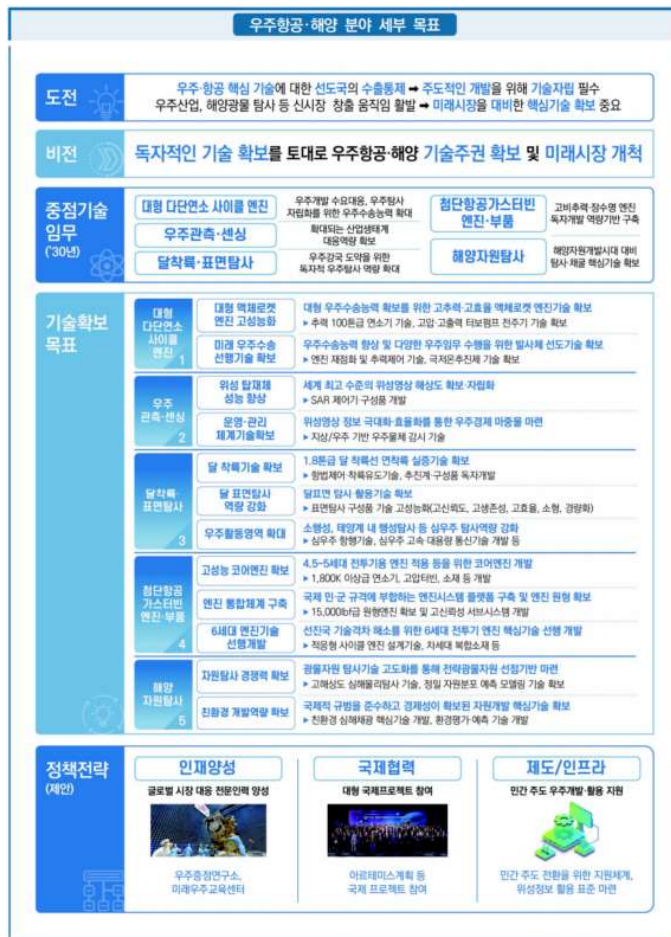 우주항공·해양 분야 세부 목표
도전
우주·항공 핵심 기술에 대한 선도국의 수출통제 ➡ 주도적인 개발을 위해 기술자립 필수
우주산업, 해양광물 탐사 등 신시장 창출 움직임 활발 ➡ 미래시장을 대비한 핵심기술 확보 중요
비전
독자적인 기술 확보를 토대로 우주항공·해양 기술주권 확보 및 미래시장 개척
중점기술
임무
('30년)
대형 다단연소 사이클 엔진
우주개발 수요대응, 우주탐사
자립화를 위한 우주수송능력 확대
우주관측·센싱
확대되는 산업생태계
대응역량 확보
달착륙·표면탐사
우주강국 도약을 위한
독자적 우주탐사 역량 확대
첨단항공가스터빈
엔진·부품
고비추력·장수명 엔진
독자개발 역량기반 구축
해양자원탐사
해양자원개발시대 대비
탐사·채굴 핵심기술 확보
기술확보
목표
대형
다단연소
사이클
엔진
1
대형 액체로켓
엔진 고성능화
대형 우주수송능력 확보를 위한 고추력·고효율 액체로켓 엔진기술 확보
▶ 추력 100톤급 연소기 기술, 고압·고출력 터보펌프 전주기 기술 확보
미래 우주수송
선행기술 확보
우주수송능력 향상 및 다양한 우주임무 수행을 위한 발사체 선도기술 확보
▶ 엔진 재점화 및 추력제어 기술, 극저온추진제 기술 확보
우주
관측·센싱
2
위성 탑재체
성능 향상
세계 최고 수준의 위성영상 해상도 확보·자립화
▶ SAR 제어기·구성품 개발
운영·관리
체계기술확보
위성영상 정보 극대화·효율화를 통한 우주경제 마중물 마련
▶ 지상/우주 기반 우주물체 감시 기술
달착륙·
표면탐사
3
달 착륙기술 확보
1.8톤급 달 착륙선 연착륙 실증기술 확보
▶ 항법제어·착륙유도기술, 추진계·구성품 독자개발
달 표면탐사
역량 강화
달표면 탐사·활용기술 확보
▶ 표면탐사 구성품 기술 고성능화(고신뢰도, 고생존성, 고효율, 소형, 경량화)
우주활동영역 확대
소행성, 태양계 내 행성탐사 등 심우주 탐사역량 강화
▶ 심우주 항행기술, 심우주 고속·대용량 통신기술 개발 등
첨단항공
가스터빈
엔진·부품
4
고성능 코어엔진 확보
4.5~5세대 전투기용 엔진 적용 등을 위한 코어엔진 개발
▶ 1,800K 이상급 연소기, 고압터빈, 소재 등 개발
엔진 통합체계 구축
국제 민·군 규격에 부합하는 엔진시스템 플랫폼 구축 및 엔진 원형 확보
▶ 15,000lbf급 원형엔진 확보 및 고신뢰성 서브시스템 개발
6세대 엔진기술
선행개발
선진국 기술격차 해소를 위한 6세대 전투기 엔진 핵심기술 선행 개발
▶ 적응형 사이클 엔진 설계기술, 차세대 복합소재 등
해양
자원탐사
5
자원탐사 경쟁력 확보
광물자원 탐사기술 고도화를 통해 전략광물자원 선점기반 마련
▶ 고해상도 심해물리탐사 기술, 정밀 자원분포 예측 모델링 기술 확보
친환경 개발역량 확보
국제적 규범을 준수하고 경제성이 확보된 자원개발 핵심기술 확보
▶ 친환경 심해채광 핵심기술 개발, 환경평가·예측 기술 개발
정책전략
(제안)
인재양성
글로벌 시장 대응 전문인력 양성
우주중점연구소,
미래우주교육센터
국제협력
대형 국제프로젝트 참여
아르테미스계획 등
국제 프로젝트 참여
제도/인프라
민간 주도 우주개발·활용 지원
민간 주도 전환을 위한 지원체계,
위성정보 활용 표준 마련